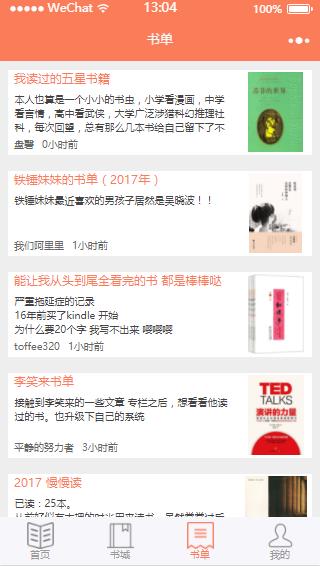 WeChat 13:04 100%
书单
我读过的五星书籍
本人也算是一个小小的书虫，小学看漫画，中学
看言情，高中看武侠，大学广泛涉猎科幻推理社
科，每次回望，总有那么几本书给自己留下了不
盘磬 0小时前
铁锤妹妹的书单（2017年）
铁锤妹妹最近喜欢的男孩子居然是吴晓波！！
我们阿里里 1小时前
能让我从头到尾全看完的书 都是棒棒哒
严重拖延症的记录
16年前买了kindle 开始
为什么要20个字 我写不出来 嘤嘤嘤
toffee320 1小时前
李笑来书单
TED
TALKS
演讲的力量
接触到李笑来的一些文章 专栏之后，想看看他读
过的书。也升级下自己的系统
平静的努力者 3小时前
2017 慢慢读
已读：25本。
首页
书城
书单
我的